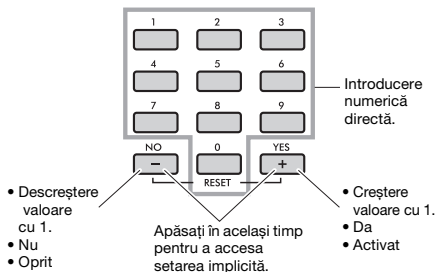 1 2 3
4 5 6
7 8 9
NO 0 YES
− +
RESET
Introducere
numerică
directă.
• Descreștere
valoare
cu 1.
• Nu
• Oprit
Apăsați în același timp
pentru a accesa
setarea implicită.
• Creștere
valoare cu 1.
• Da
• Activat